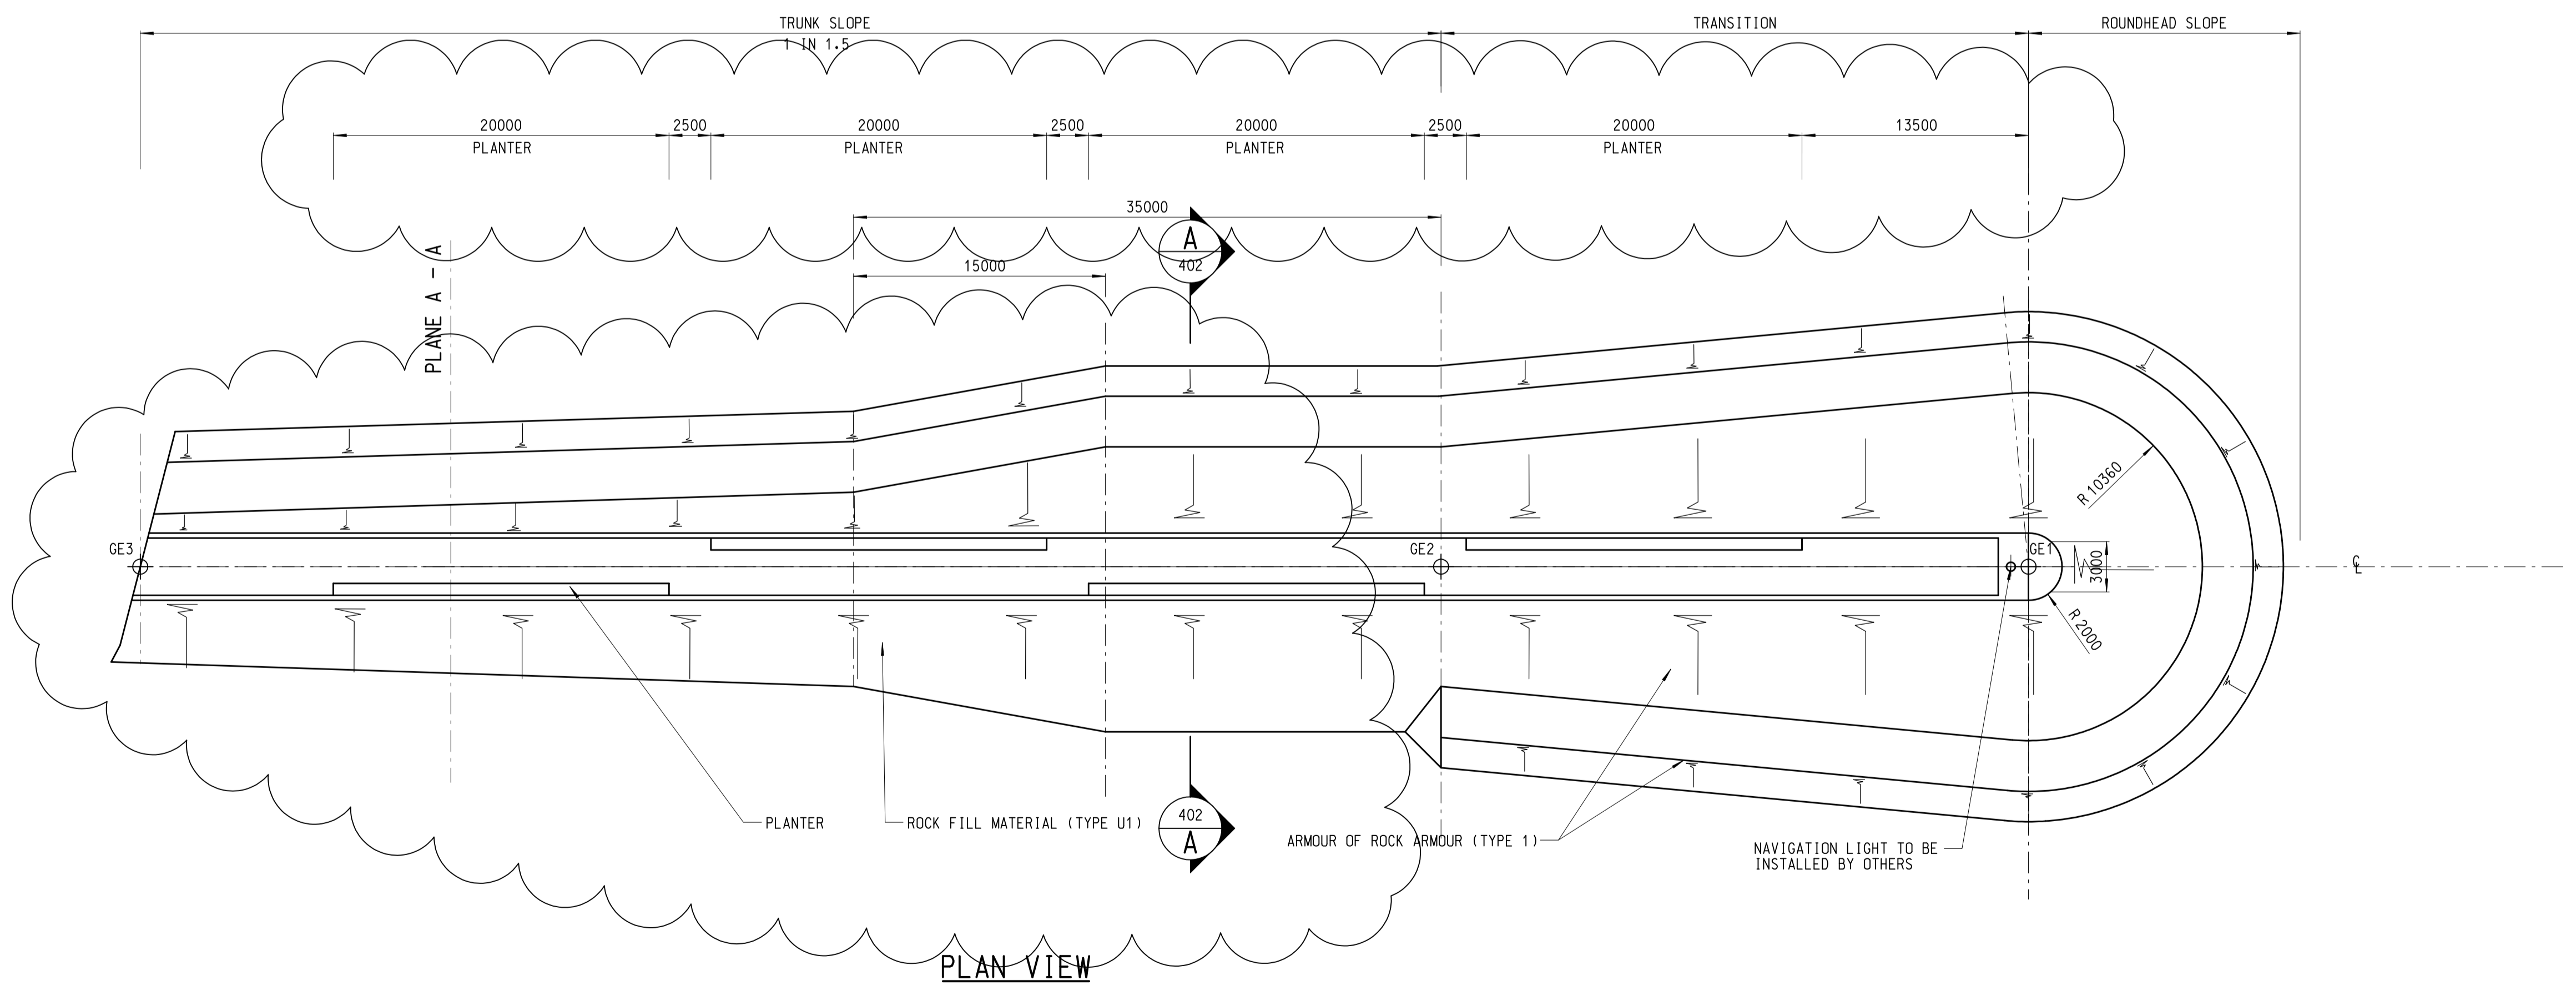 TRUNK SLOPE
TRANSITION
ROUNDHEAD SLOPE
1 IN 1.5
20000
2500
20000
2500
20000
2500
20000
13500
PLANTER
PLANTER
PLANTER
PLANTER
35000
A
402
15000
PLANE A - A
R 10360
GE3
GE2
GE1
3000
℄
R 2000
402
A
PLANTER
ROCK FILL MATERIAL (TYPE U1)
ARMOUR OF ROCK ARMOUR (TYPE 1)
NAVIGATION LIGHT TO BE
INSTALLED BY OTHERS
PLAN VIEW